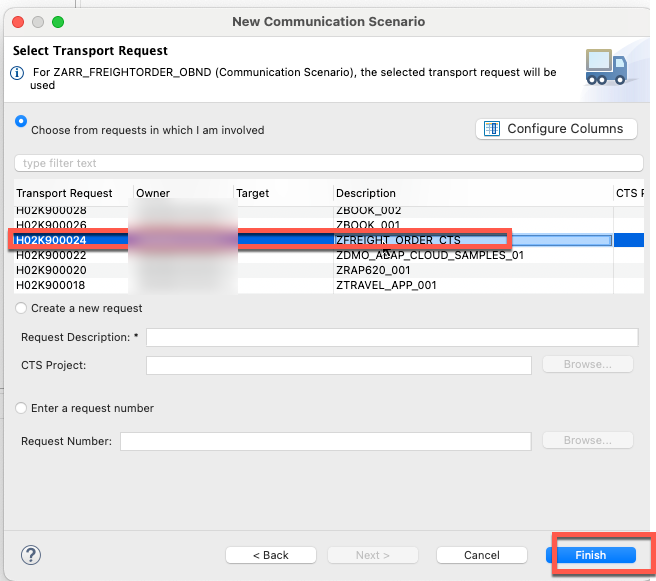 New Communication Scenario
Select Transport Request
For ZARR_FREIGHTORDER_OBND (Communication Scenario), the selected transport request will be
used
Choose from requests in which I am involved
Configure Columns
type filter text
Transport Request Owner Target Description CTS P
H02K900028 ZBOOK_002
H02K900026 ZBOOK_001
H02K900024 ZFREIGHT_ORDER_CTS
H02K900022 ZDMO_ABAP_CLOUD_SAMPLES_01
H02K900020 ZRAP620_001
H02K900018 ZTRAVEL_APP_001
Create a new request
Request Description: *
CTS Project: Browse...
Enter a request number
Request Number: Browse...
? < Back Next > Cancel Finish